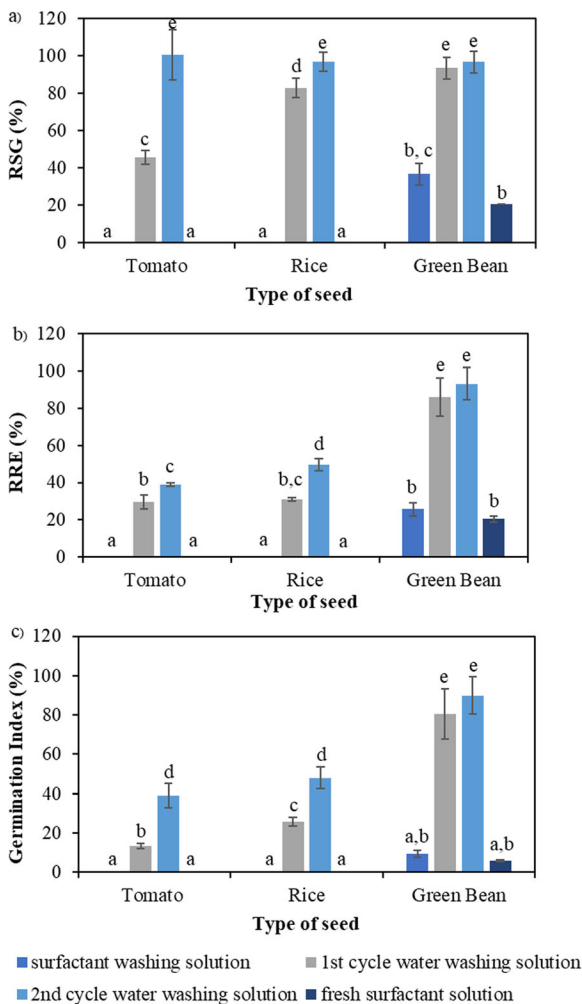 a)
120
100
80
60
40
20
0
RSG (%)
a c e a
a d e a
b, c e e b
Tomato Rice Green Bean
Type of seed
b)
120
100
80
60
40
20
0
RRE (%)
a b c a
a b,c d a
b e e b
Tomato Rice Green Bean
Type of seed
c)
120
100
80
60
40
20
0
Germination Index (%)
a b d a
a c d a
a,b e e a,b
Tomato Rice Green Bean
Type of seed
surfactant washing solution 1st cycle water washing solution
2nd cycle water washing solution fresh surfactant solution